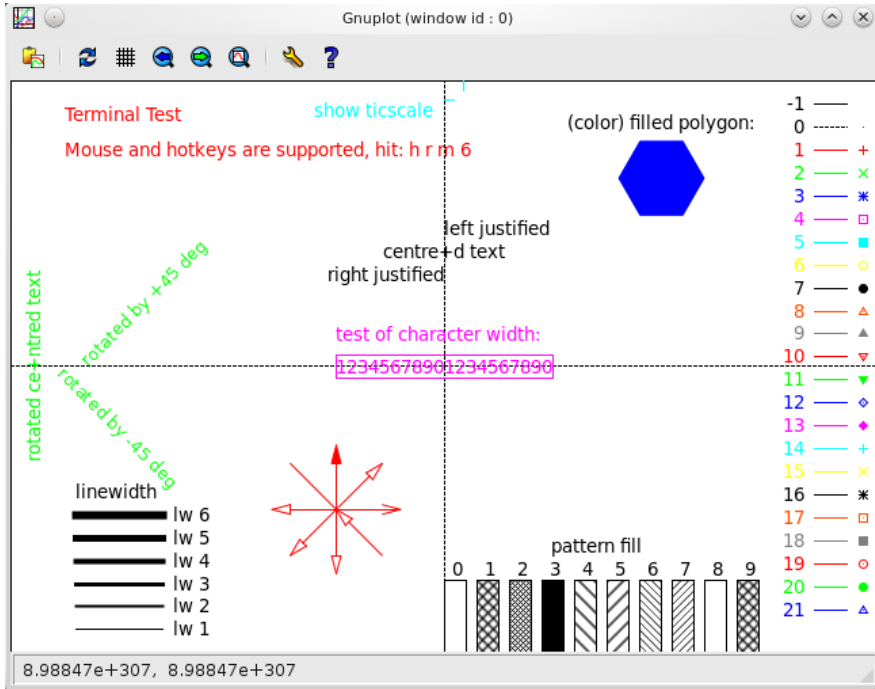 Gnuplot (window id : 0)
Terminal Test
show ticscale
Mouse and hotkeys are supported, hit: h r m 6
(color) filled polygon:
left justified
centre+d text
right justified
rotated ce+ntred text
rotated by +45 deg
rotated by -45 deg
test of character width:
12345678901234567890
linewidth
lw 6
lw 5
lw 4
lw 3
lw 2
lw 1
pattern fill
0 1 2 3 4 5 6 7 8 9
-1
0
1
2
3
4
5
6
7
8
9
10
11
12
13
14
15
16
17
18
19
20
21
8.98847e+307, 8.98847e+307